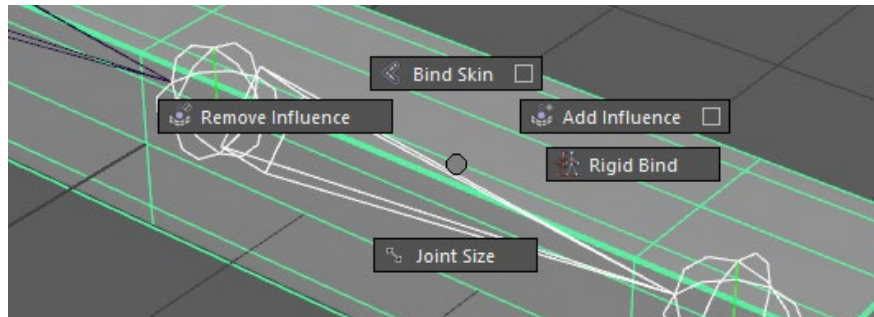 Bind Skin
Remove Influence
Add Influence
Rigid Bind
Joint Size